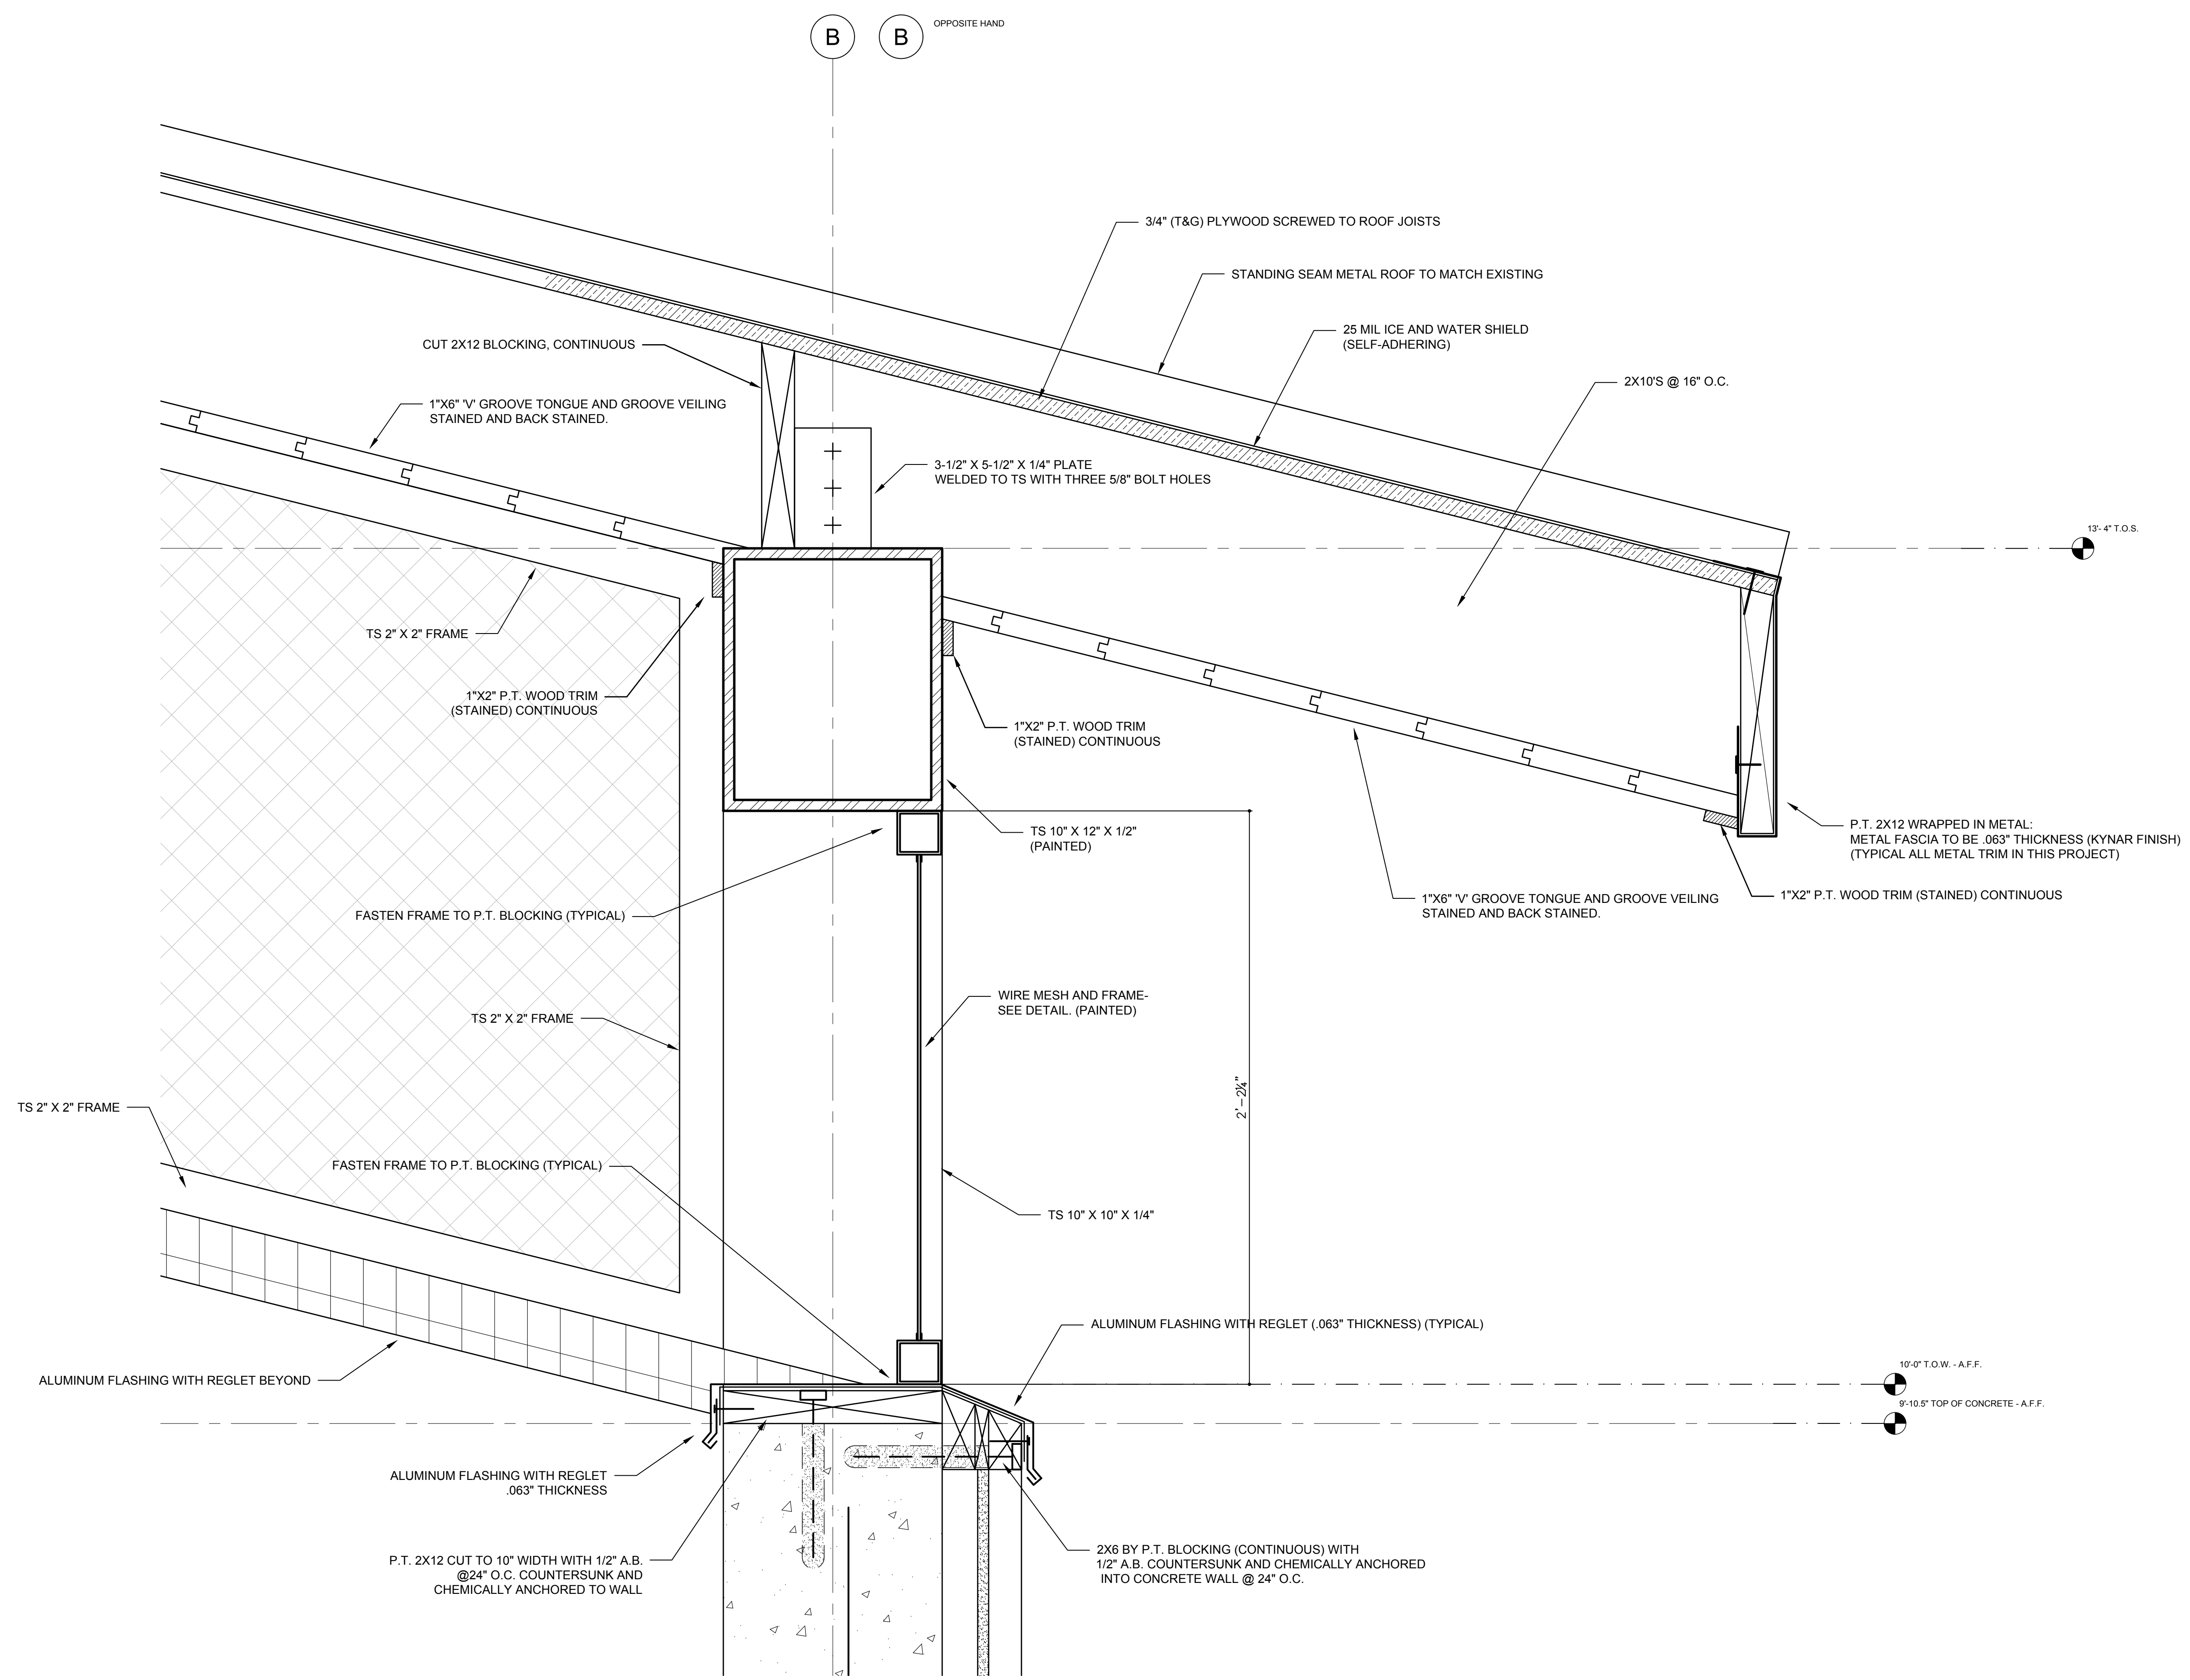 B B OPPOSITE HAND
3/4" (T&G) PLYWOOD SCREWED TO ROOF JOISTS
STANDING SEAM METAL ROOF TO MATCH EXISTING
25 MIL ICE AND WATER SHIELD
(SELF-ADHERING)
CUT 2X12 BLOCKING, CONTINUOUS
2X10'S @ 16" O.C.
1"X6" 'V' GROOVE TONGUE AND GROOVE VEILING
STAINED AND BACK STAINED.
3-1/2" X 5-1/2" X 1/4" PLATE
WELDED TO TS WITH THREE 5/8" BOLT HOLES
13'- 4" T.O.S.
TS 2" X 2" FRAME
1"X2" P.T. WOOD TRIM
(STAINED) CONTINUOUS
1"X2" P.T. WOOD TRIM
(STAINED) CONTINUOUS
TS 10" X 12" X 1/2"
(PAINTED)
P.T. 2X12 WRAPPED IN METAL:
METAL FASCIA TO BE .063" THICKNESS (KYNAR FINISH)
(TYPICAL ALL METAL TRIM IN THIS PROJECT)
1"X2" P.T. WOOD TRIM (STAINED) CONTINUOUS
1"X6" 'V' GROOVE TONGUE AND GROOVE VEILING
STAINED AND BACK STAINED.
FASTEN FRAME TO P.T. BLOCKING (TYPICAL)
WIRE MESH AND FRAME-
SEE DETAIL. (PAINTED)
TS 2" X 2" FRAME
2'-2¼"
TS 2" X 2" FRAME
FASTEN FRAME TO P.T. BLOCKING (TYPICAL)
TS 10" X 10" X 1/4"
ALUMINUM FLASHING WITH REGLET (.063" THICKNESS) (TYPICAL)
10'-0" T.O.W. - A.F.F.
ALUMINUM FLASHING WITH REGLET BEYOND
9'-10.5" TOP OF CONCRETE - A.F.F.
ALUMINUM FLASHING WITH REGLET
.063" THICKNESS
P.T. 2X12 CUT TO 10" WIDTH WITH 1/2" A.B.
@24" O.C. COUNTERSUNK AND
CHEMICALLY ANCHORED TO WALL
2X6 BY P.T. BLOCKING (CONTINUOUS) WITH
1/2" A.B. COUNTERSUNK AND CHEMICALLY ANCHORED
INTO CONCRETE WALL @ 24" O.C.